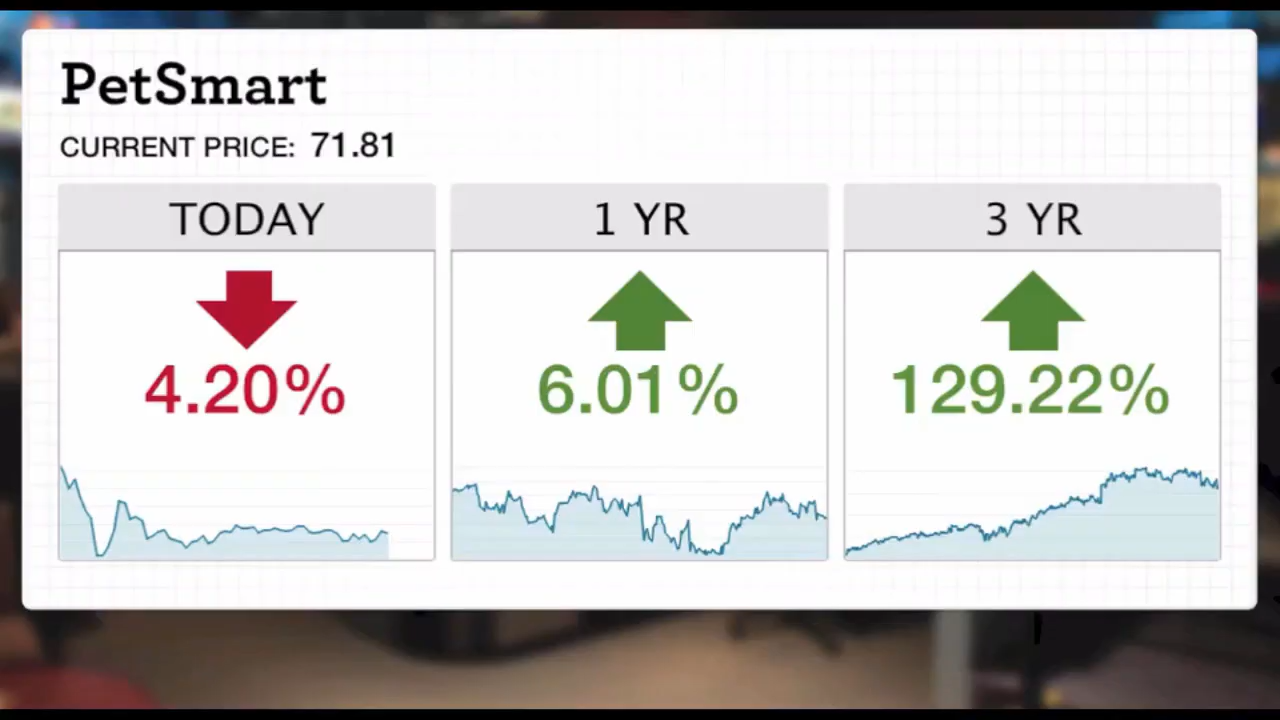 PetSmart
CURRENT PRICE: 71.81
TODAY
1 YR
3 YR
4.20%
6.01%
129.22%